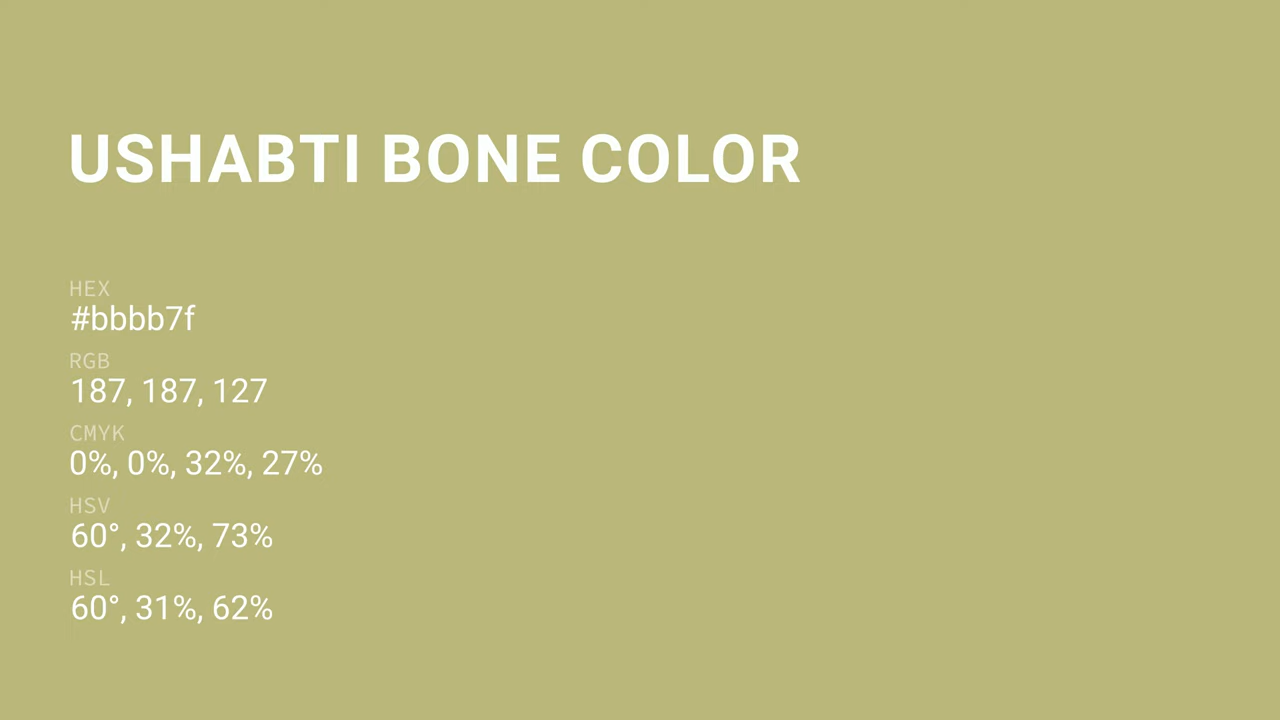 USHABTI BONE COLOR
HEX
#bbbb7f
RGB
187, 187, 127
CMYK
0%, 0%, 32%, 27%
HSV
60°, 32%, 73%
HSL
60°, 31%, 62%